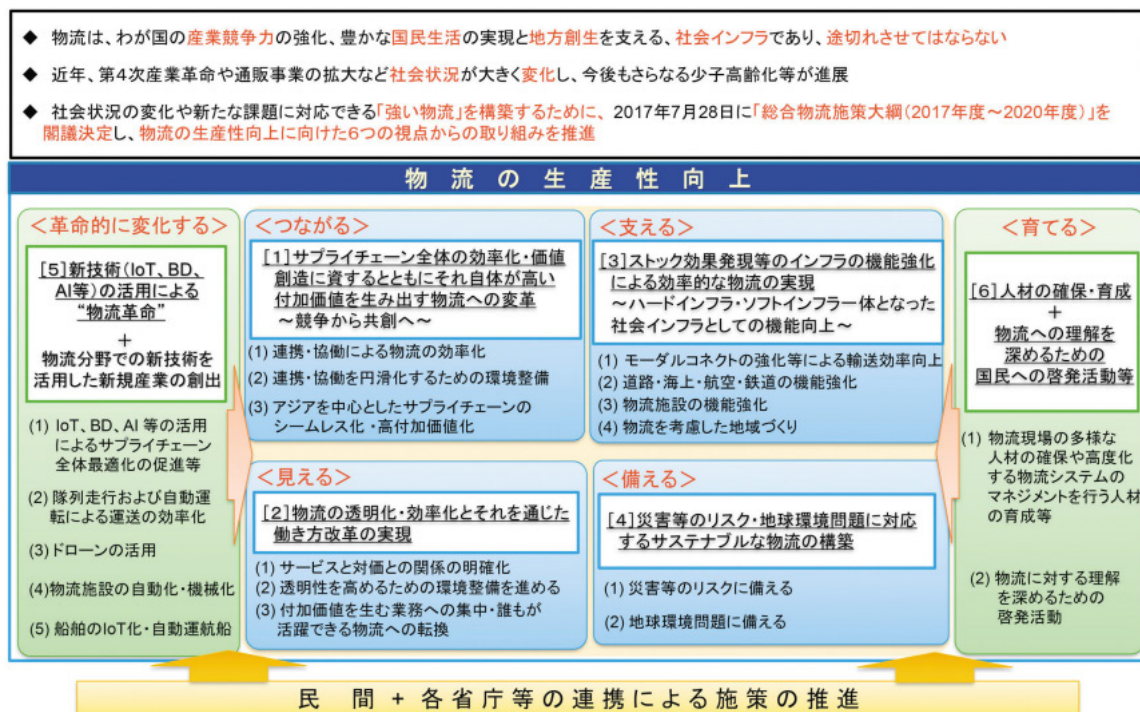 ◆ 物流は、わが国の産業競争力の強化、豊かな国民生活の実現と地方創生を支える、社会インフラであり、途切れさせてはならない
◆ 近年、第4次産業革命や通販事業の拡大など社会状況が大きく変化し、今後もさらなる少子高齢化等が進展
◆ 社会状況の変化や新たな課題に対応できる「強い物流」を構築するために、2017年7月28日に「総合物流施策大綱(2017年度～2020年度)」を
閣議決定し、物流の生産性向上に向けた6つの視点からの取り組みを推進
物流の生産性向上
＜革命的に変化する＞
[5]新技術(IoT、BD、
AI等)の活用による
“物流革命”
＋
物流分野での新技術を
活用した新規産業の創出
(1) IoT、BD、AI 等の活用
によるサプライチェーン
全体最適化の促進等
(2) 隊列走行および自動運
転による運送の効率化
(3) ドローンの活用
(4)物流施設の自動化・機械化
(5) 船舶のIoT化・自動運航船
＜つながる＞
[1]サプライチェーン全体の効率化・価値
創造に資するとともにそれ自体が高い
付加価値を生み出す物流への変革
～競争から共創へ～
(1) 連携・協働による物流の効率化
(2) 連携・協働を円滑化するための環境整備
(3) アジアを中心としたサプライチェーンの
シームレス化・高付加価値化
＜見える＞
[2]物流の透明化・効率化とそれを通じた
働き方改革の実現
(1) サービスと対価との関係の明確化
(2) 透明性を高めるための環境整備を進める
(3) 付加価値を生む業務への集中・誰もが
活躍できる物流への転換
＜支える＞
[3]ストック効果発現等のインフラの機能強化
による効率的な物流の実現
～ハードインフラ・ソフトインフラ一体となった
社会インフラとしての機能向上～
(1) モーダルコネクトの強化等による輸送効率向上
(2) 道路・海上・航空・鉄道の機能強化
(3) 物流施設の機能強化
(4) 物流を考慮した地域づくり
＜備える＞
[4]災害等のリスク・地球環境問題に対応
するサステナブルな物流の構築
(1) 災害等のリスクに備える
(2) 地球環境問題に備える
＜育てる＞
[6]人材の確保・育成
＋
物流への理解を
深めるための
国民への啓発活動等
(1) 物流現場の多様な
人材の確保や高度化
する物流システムの
マネジメントを行う人材
の育成等
(2) 物流に対する理解
を深めるための
啓発活動
民間＋各省庁等の連携による施策の推進